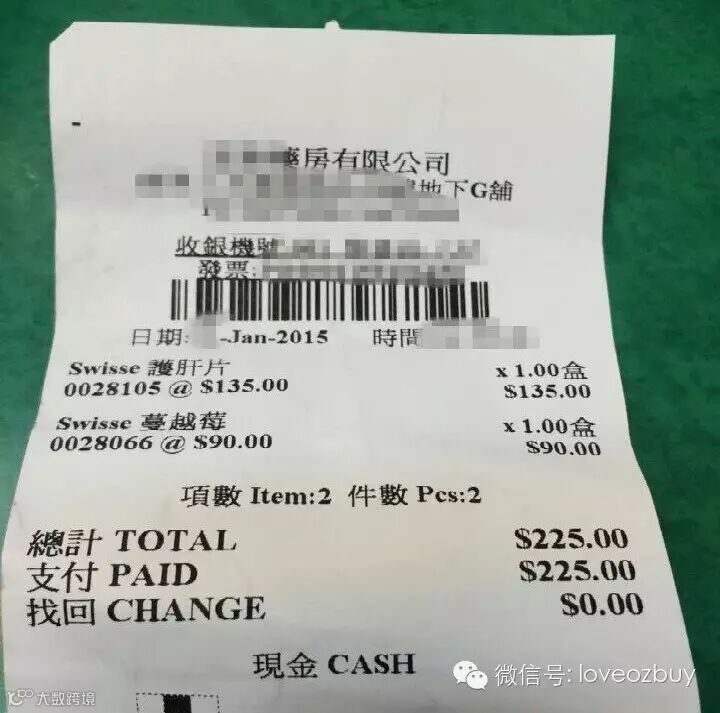 藥房有限公司
地下G舖
收銀機號
發票:
日期: -Jan-2015 時間
Swisse 護肝片 x 1.00盒
0028105 @ $135.00 $135.00
Swisse 蔓越莓 x 1.00盒
0028066 @ $90.00 $90.00
項數 Item:2 件數 Pcs:2
總計 TOTAL $225.00
支付 PAID $225.00
找回 CHANGE $0.00
現金 CASH
微信号: loveozbuy
大数跨境